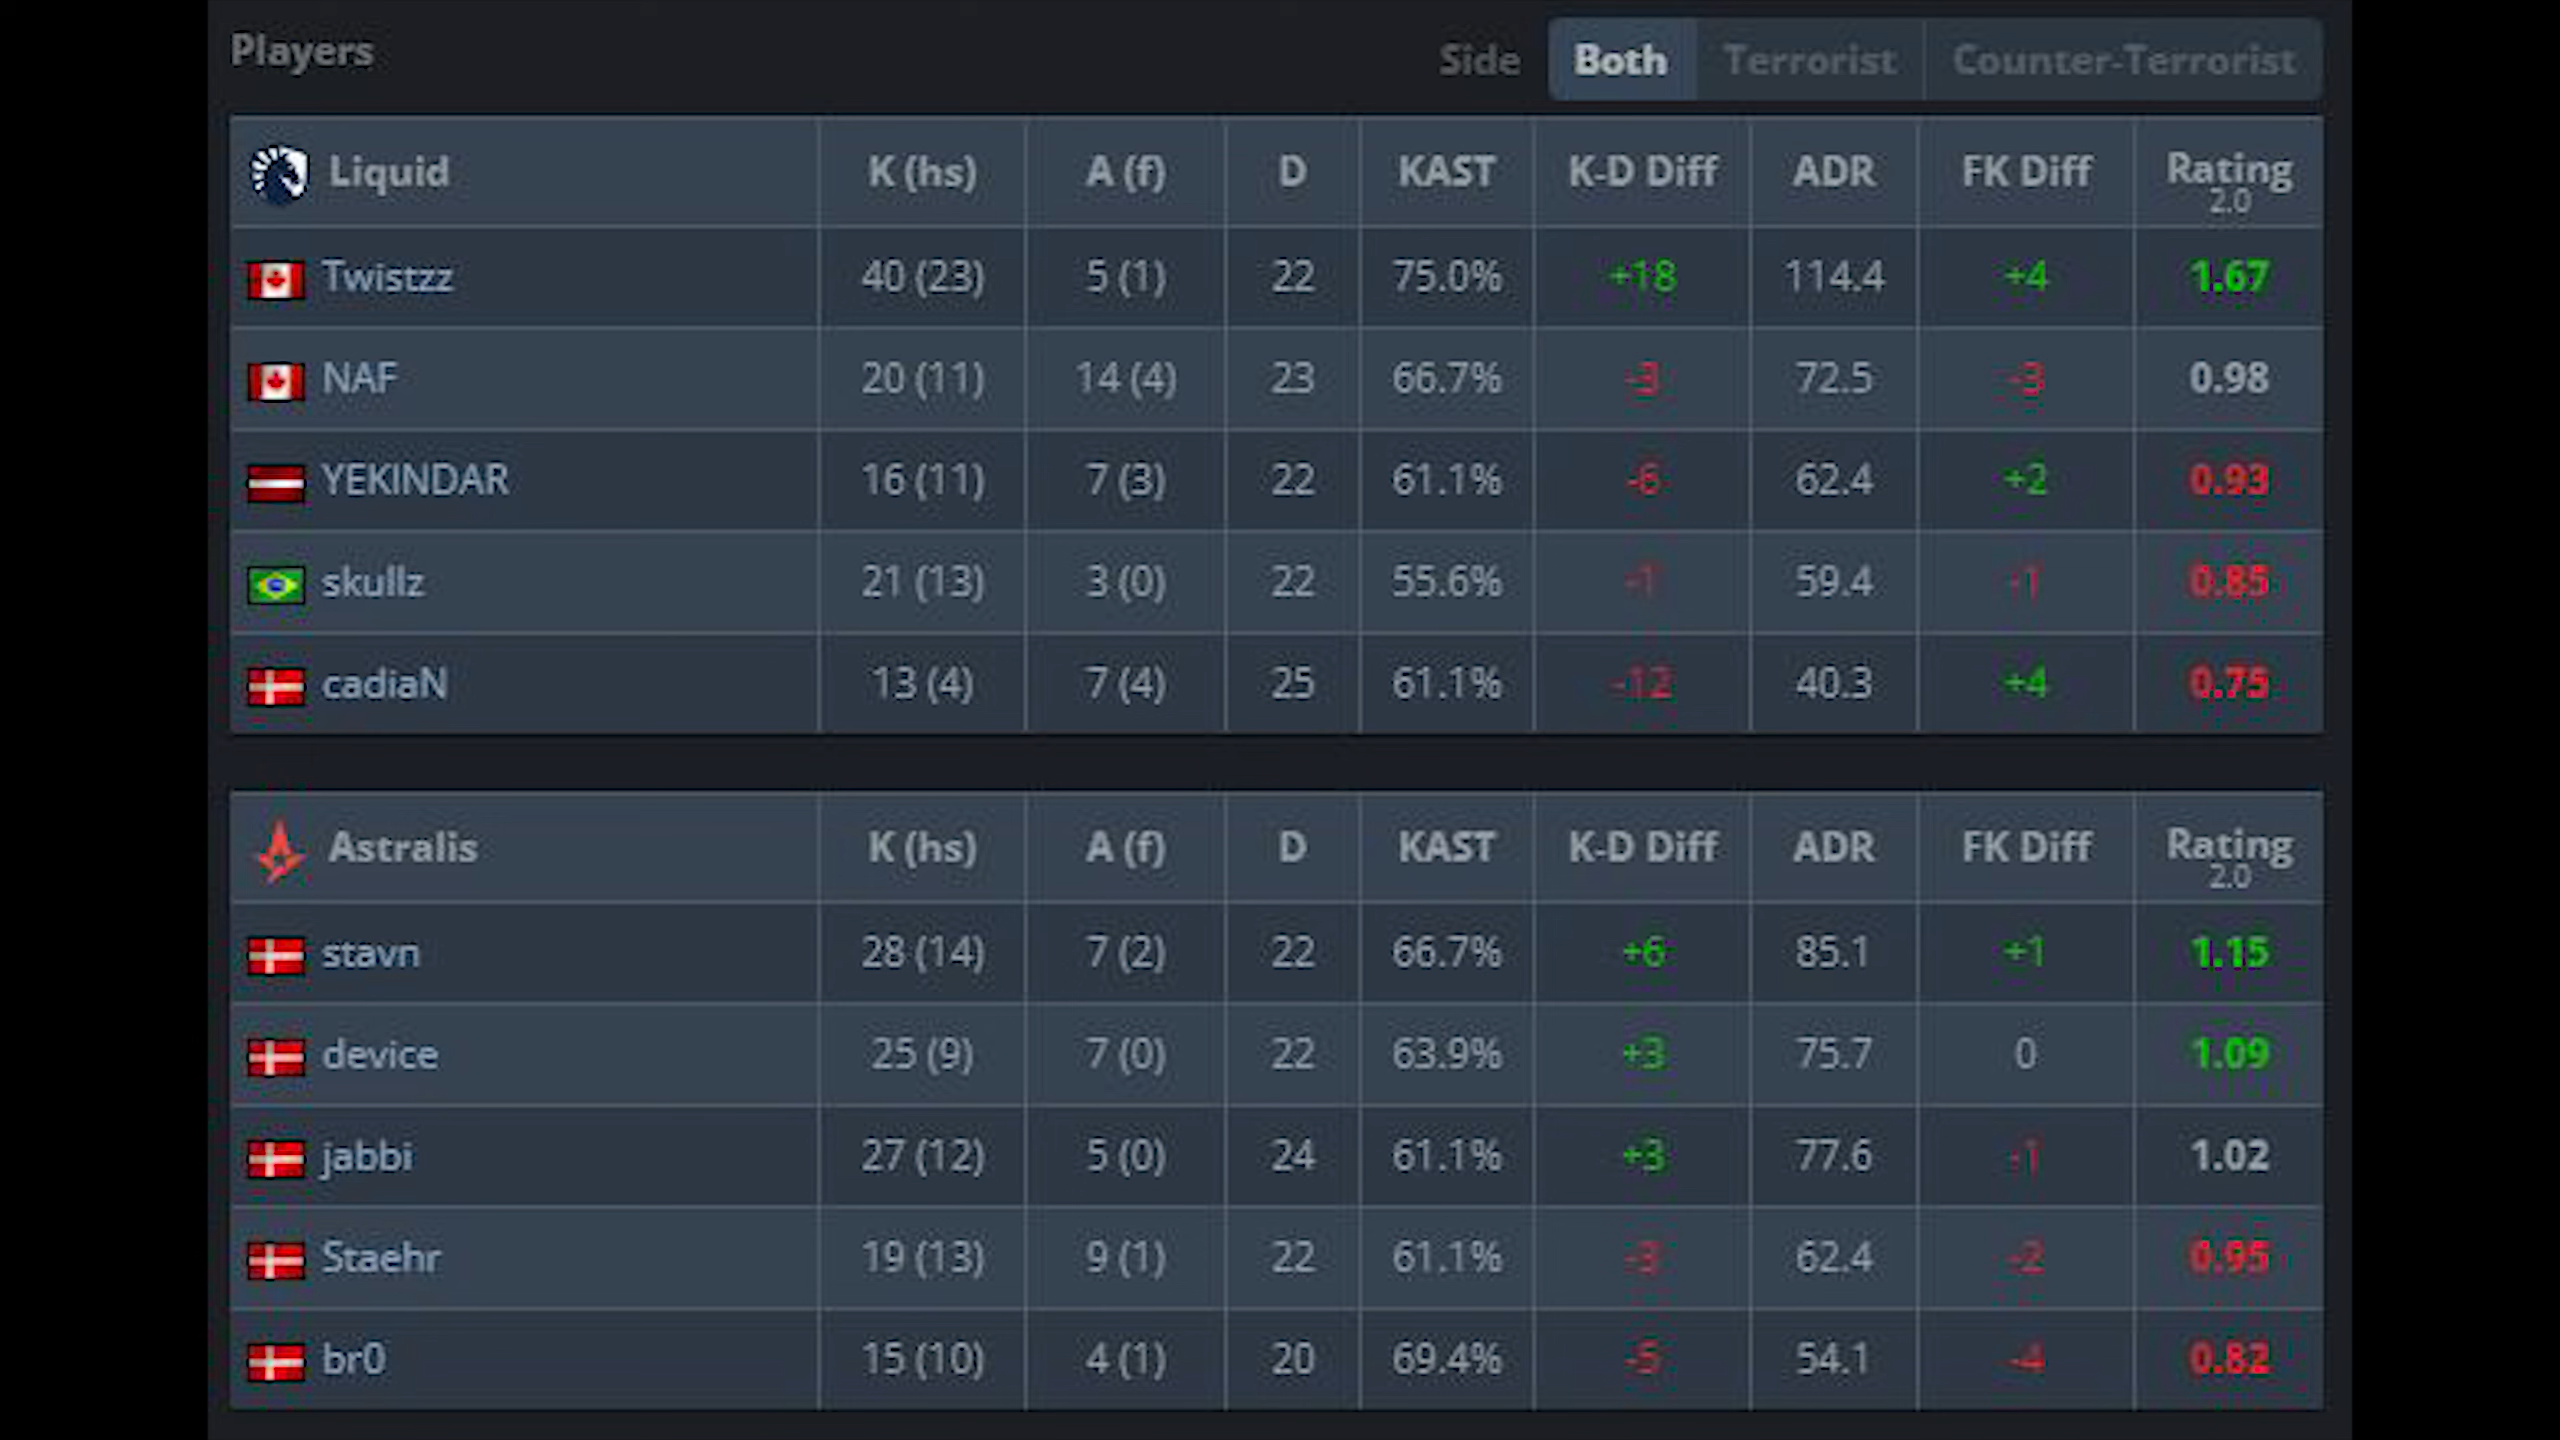 Players Side Both Terrorist Counter-Terrorist
Liquid K (hs) A (f) D KAST K-D Diff ADR FK Diff Rating 2.0
Twistzz 40 (23) 5 (1) 22 75.0% +18 114.4 +4 1.67
NAF 20 (11) 14 (4) 23 66.7% -3 72.5 -3 0.98
YEKINDAR 16 (11) 7 (3) 22 61.1% -6 62.4 +2 0.93
skullz 21 (13) 3 (0) 22 55.6% -1 59.4 -1 0.85
cadiaN 13 (4) 7 (4) 25 61.1% -12 40.3 +4 0.75
Astralis K (hs) A (f) D KAST K-D Diff ADR FK Diff Rating 2.0
stavn 28 (14) 7 (2) 22 66.7% +6 85.1 +1 1.15
device 25 (9) 7 (0) 22 63.9% +3 75.7 0 1.09
jabbi 27 (12) 5 (0) 24 61.1% +3 77.6 -1 1.02
Staehr 19 (13) 9 (1) 22 61.1% -3 62.4 -2 0.95
br0 15 (10) 4 (1) 20 69.4% -5 54.1 -4 0.82